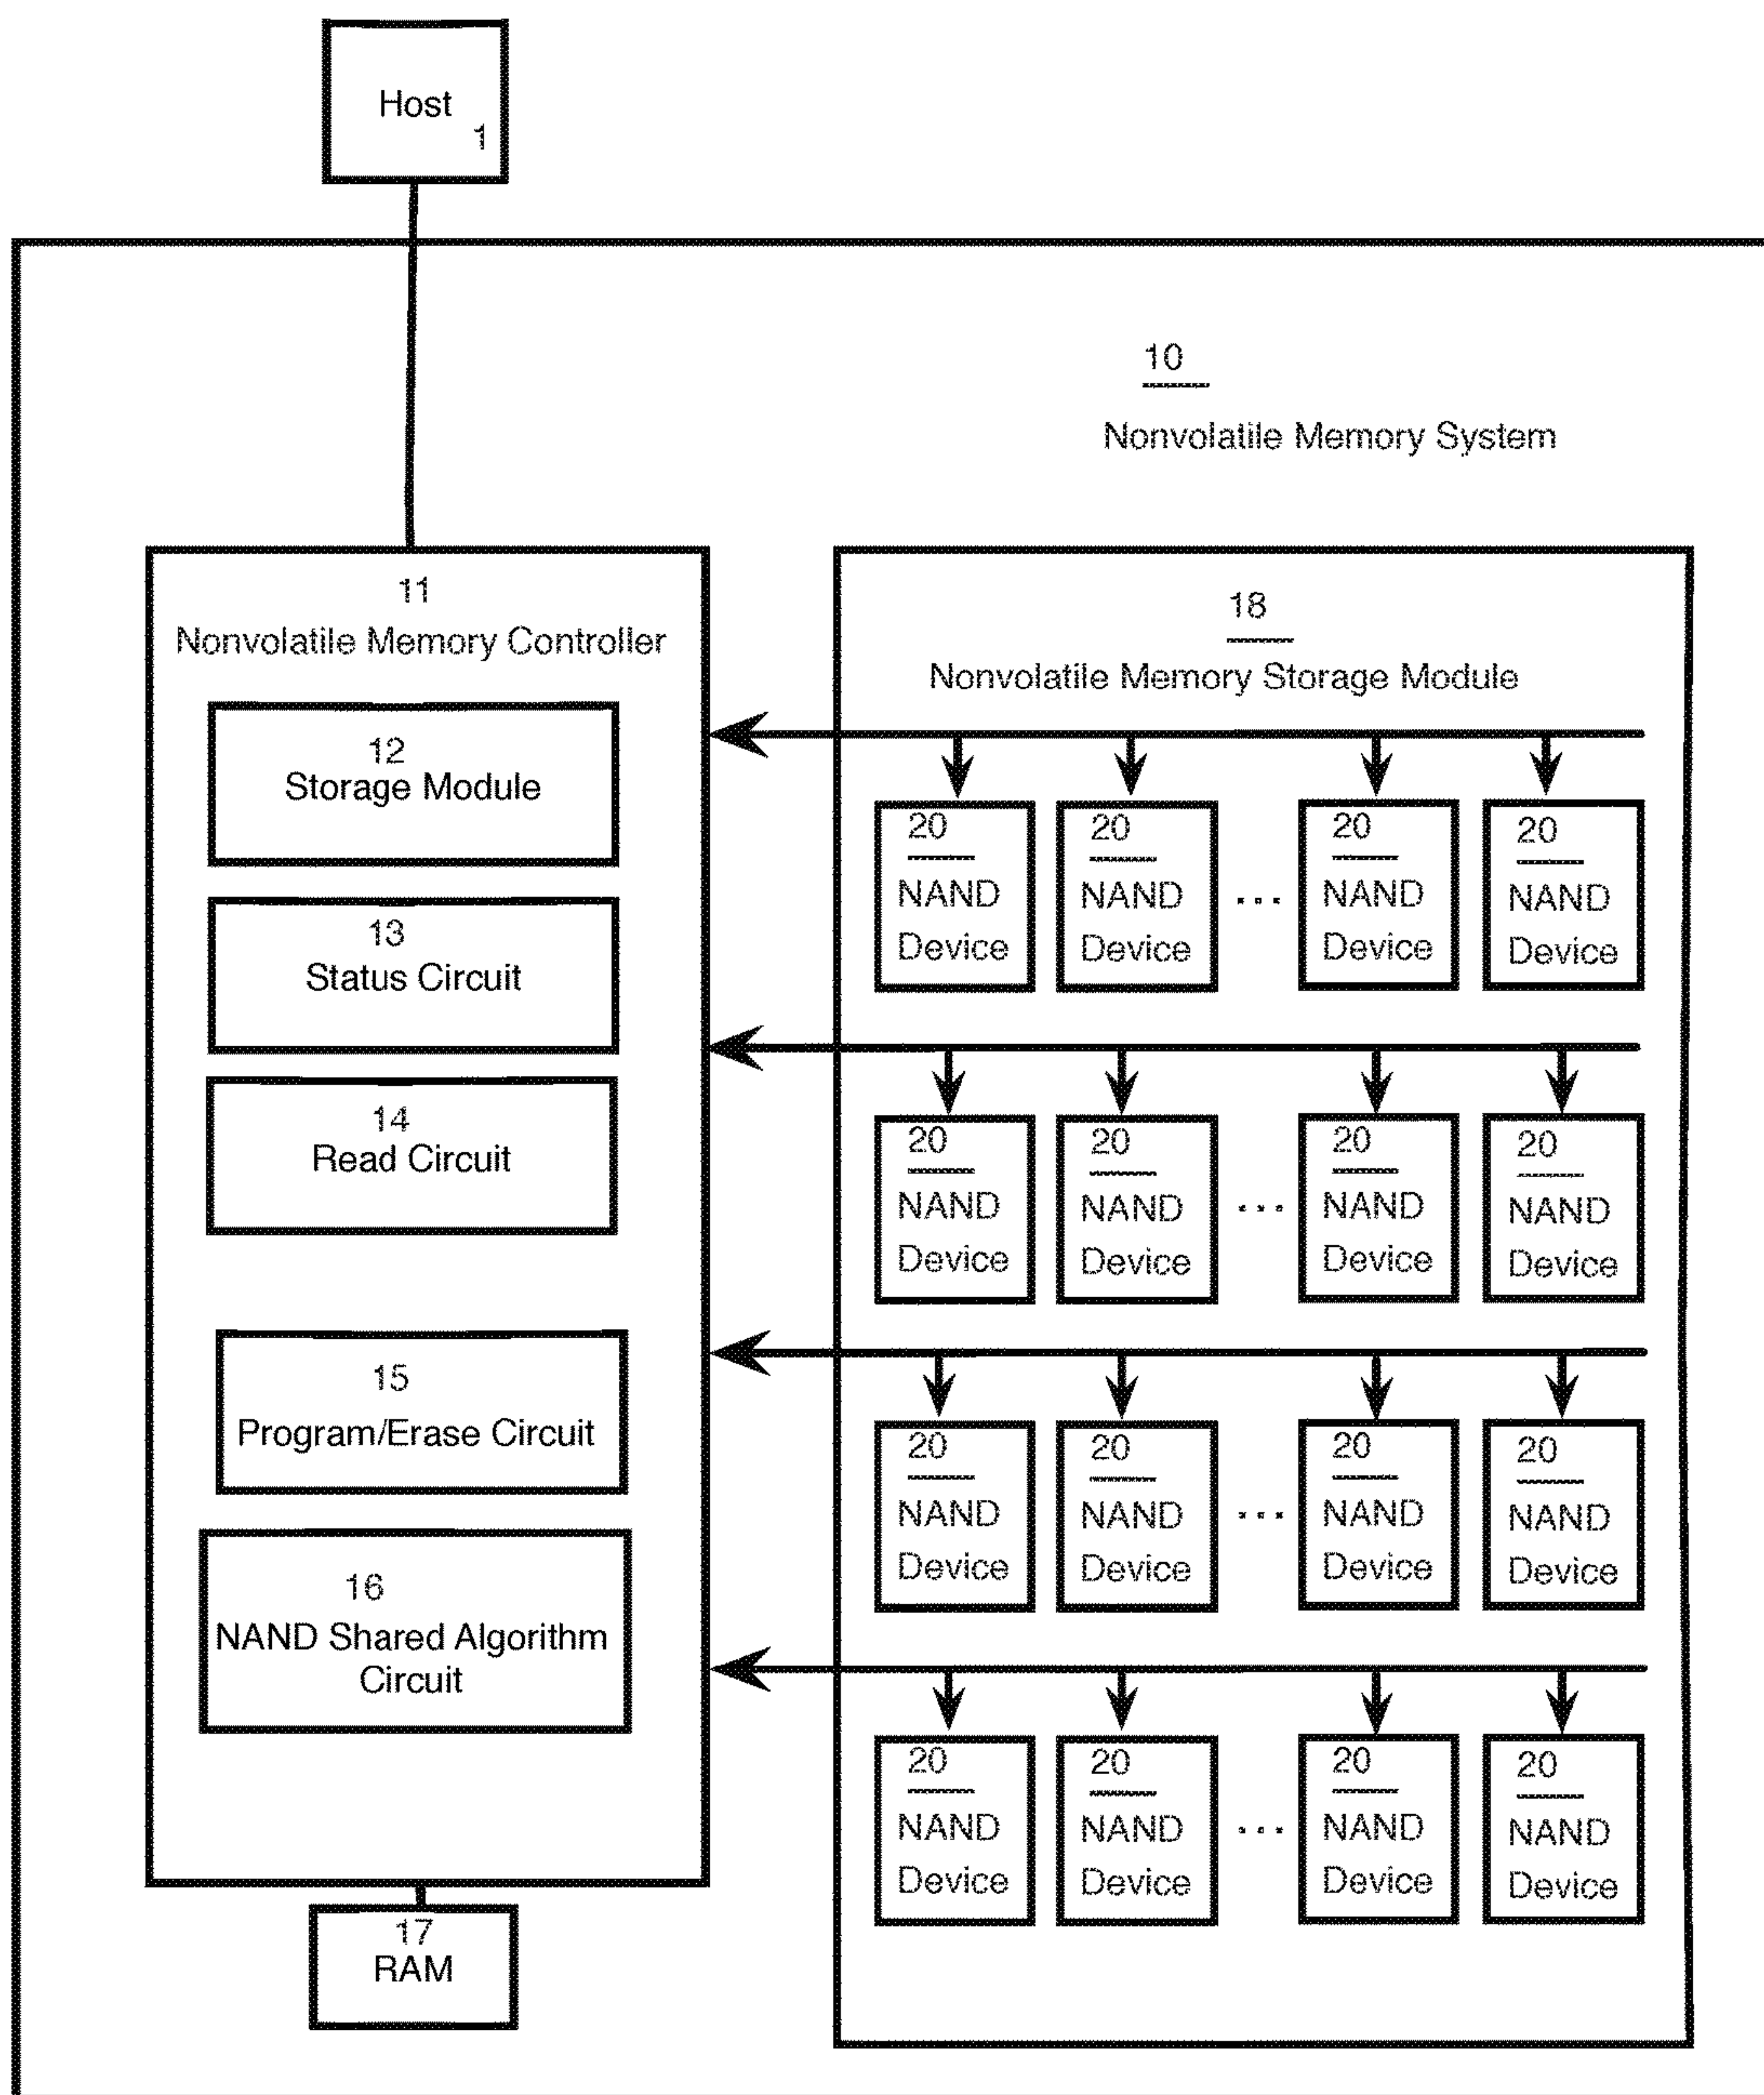 Host
1
10
Nonvolatile Memory System
11
Nonvolatile Memory Controller
12
Storage Module
13
Status Circuit
14
Read Circuit
15
Program/Erase Circuit
16
NAND Shared Algorithm
Circuit
17
RAM
18
Nonvolatile Memory Storage Module
20 20 20 20
NAND NAND ... NAND NAND
Device Device Device Device
20 20 20 20
NAND NAND ... NAND NAND
Device Device Device Device
20 20 20 20
NAND NAND ... NAND NAND
Device Device Device Device
20 20 20 20
NAND NAND ... NAND NAND
Device Device Device Device